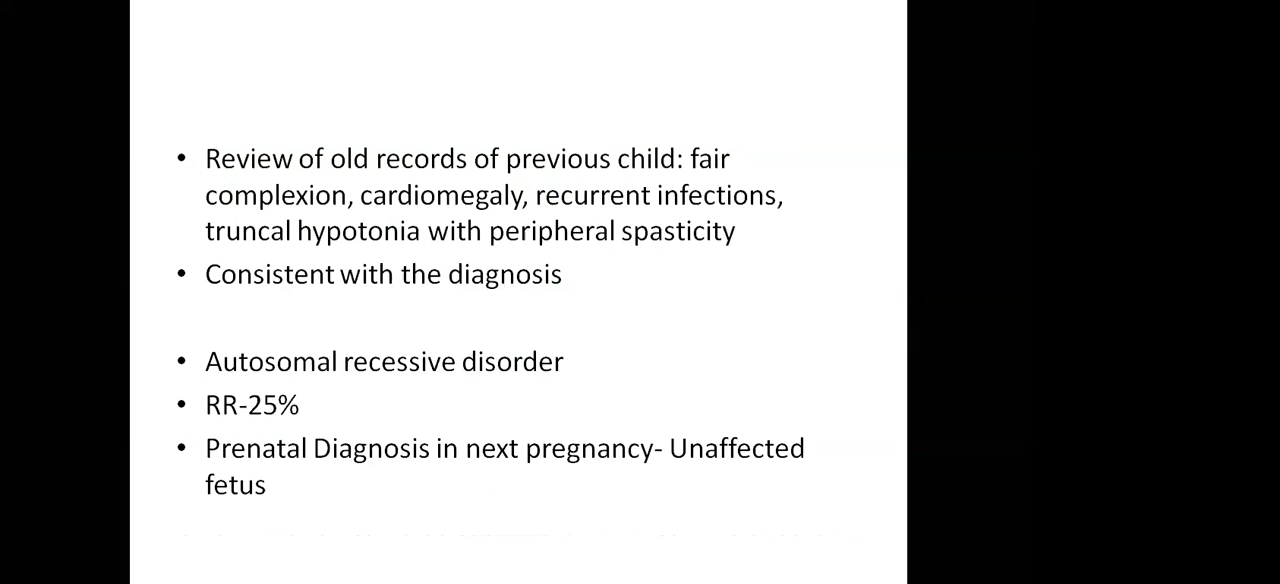 • Review of old records of previous child: fair
complexion, cardiomegaly, recurrent infections,
truncal hypotonia with peripheral spasticity
• Consistent with the diagnosis
• Autosomal recessive disorder
• RR-25%
• Prenatal Diagnosis in next pregnancy- Unaffected
fetus